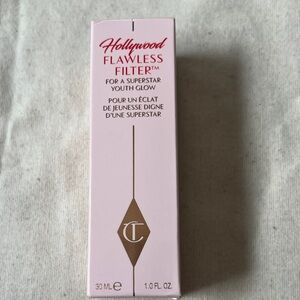 Hollywood
FLAWLESS
FILTER™
FOR A SUPERSTAR
YOUTH GLOW
POUR UN ÉCLAT
DE JEUNESSE DIGNE
D'UNE SUPERSTAR
CT
30 ML ℮ 1.0 FL. OZ.